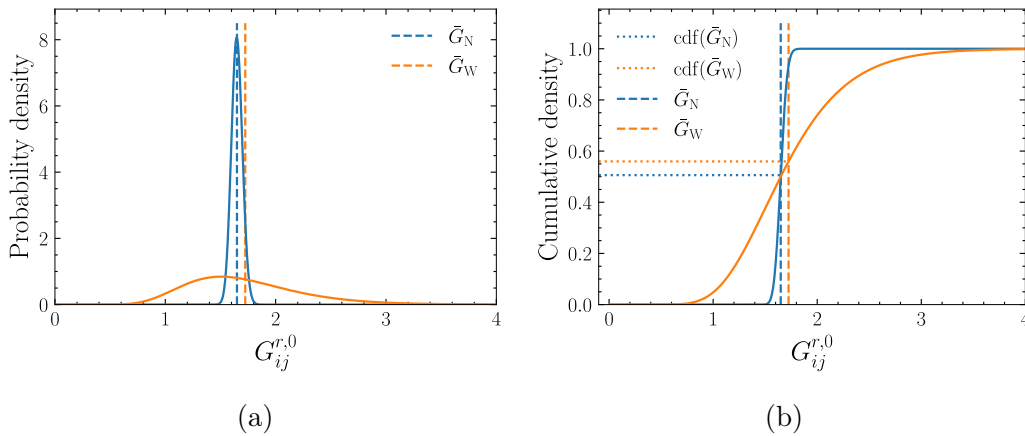 Probability density
8
6
4
2
0
0 1 2 3 4
G_{ij}^{r,0}
Ḡ_N
Ḡ_W
(a)
Cumulative density
1.0
0.8
0.6
0.4
0.2
0.0
0 1 2 3 4
G_{ij}^{r,0}
cdf(Ḡ_N)
cdf(Ḡ_W)
Ḡ_N
Ḡ_W
(b)